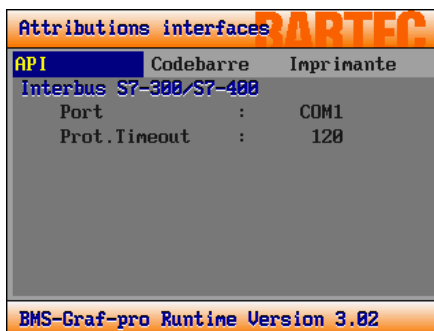 Attributions interfaces BARTEC
API Codebarre Imprimante
Interbus S7-300/S7-400
Port : COM1
Prot.Timeout : 120
BMS-Graf-pro Runtime Version 3.02